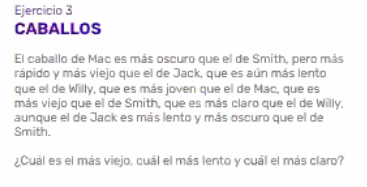 Ejercicio 3
CABALLOS
El caballo de Mac es más oscuro que el de Smith, pero más
rápido y más viejo que el de Jack, que es aún más lento
que el de Willy, que es más joven que el de Mac, que es
más viejo que el de Smith, que es más claro que el de Willy,
aunque el de Jack es más lento y más oscuro que el de
Smith.
¿Cuál es el más viejo, cuál el más lento y cuál el más claro?